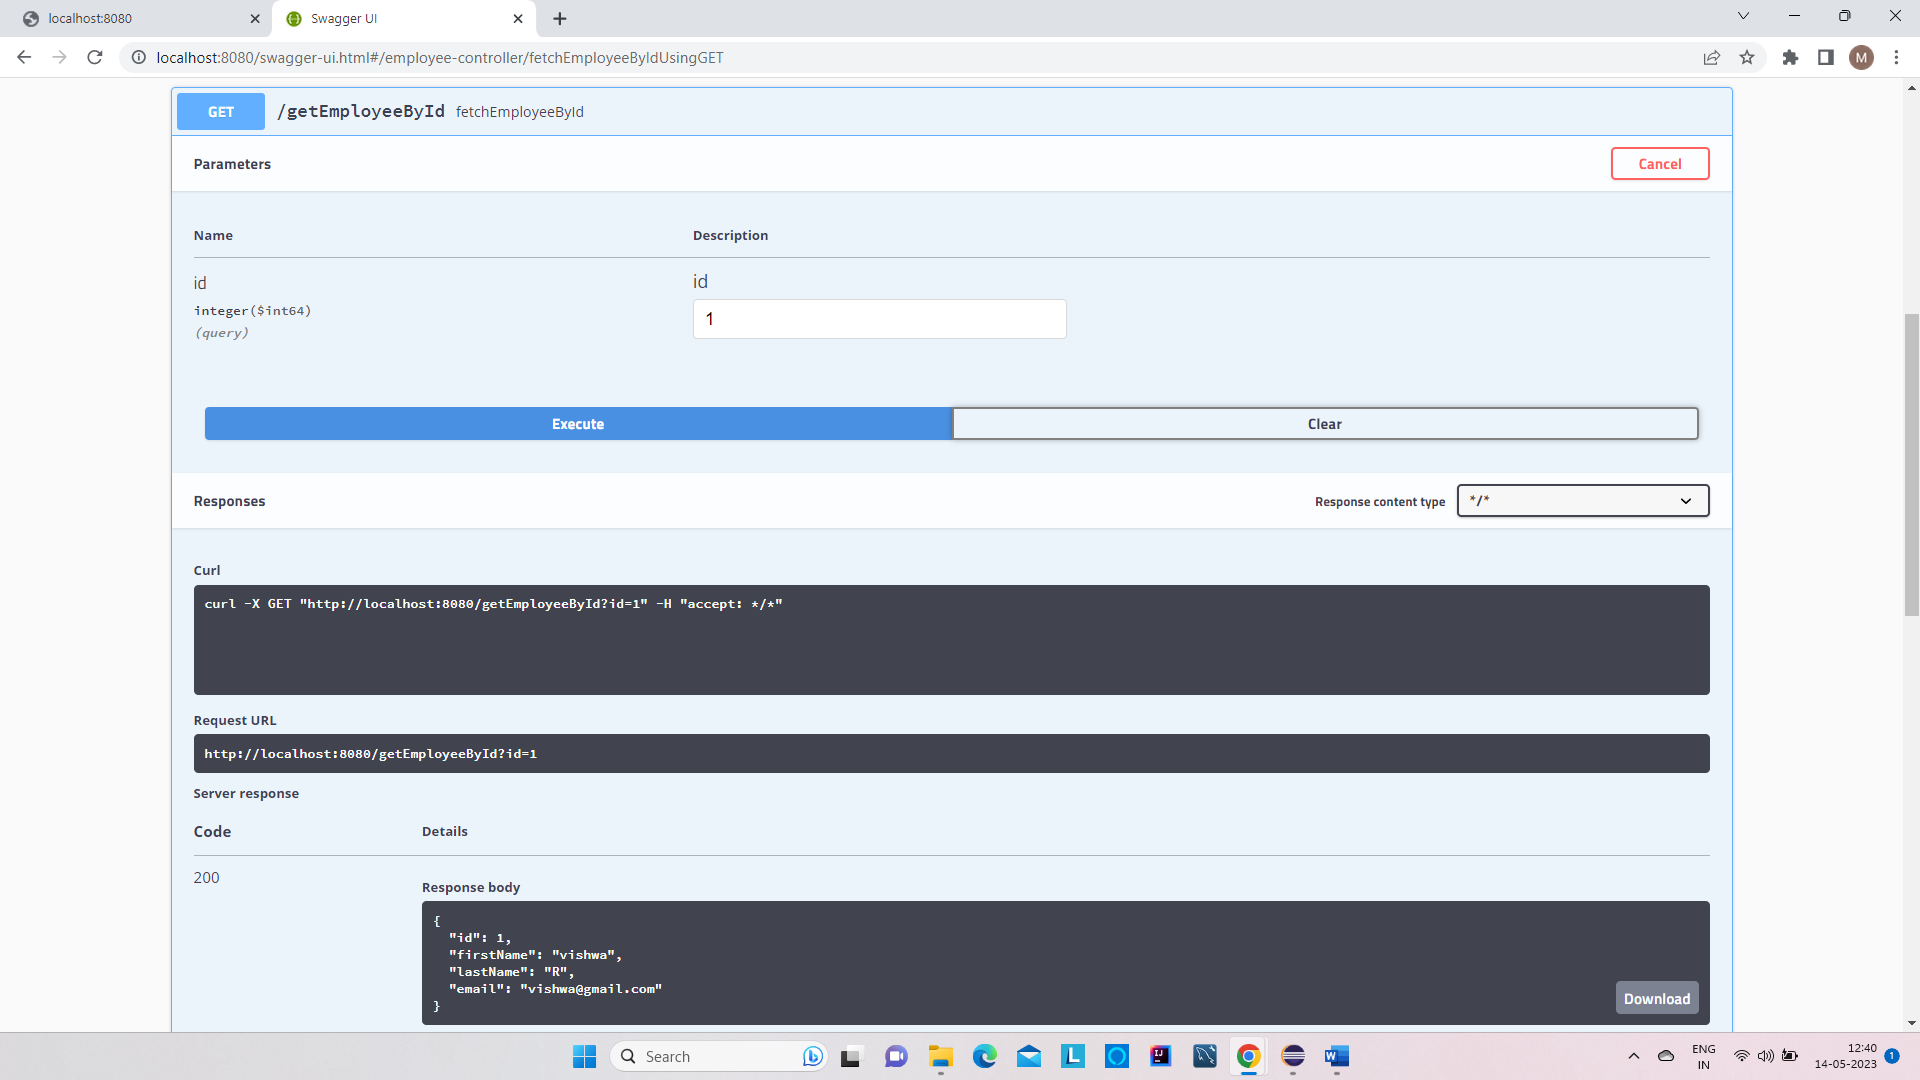 localhost:8080
Swagger UI
localhost:8080/swagger-ui.html#/employee-controller/fetchEmployeeByIdUsingGET
M
GET /getEmployeeById fetchEmployeeById
Parameters
Cancel
Name Description
id id
integer($int64)
(query)
1
Execute Clear
Responses
Response content type */*
Curl
curl -X GET "http://localhost:8080/getEmployeeById?id=1" -H "accept: */*"
Request URL
http://localhost:8080/getEmployeeById?id=1
Server response
Code Details
200
Response body
{
"id": 1,
"firstName": "vishwa",
"lastName": "R",
"email": "vishwa@gmail.com"
}
Download
Search
L
IJ
W
ENG
IN
12:40
14-05-2023
1